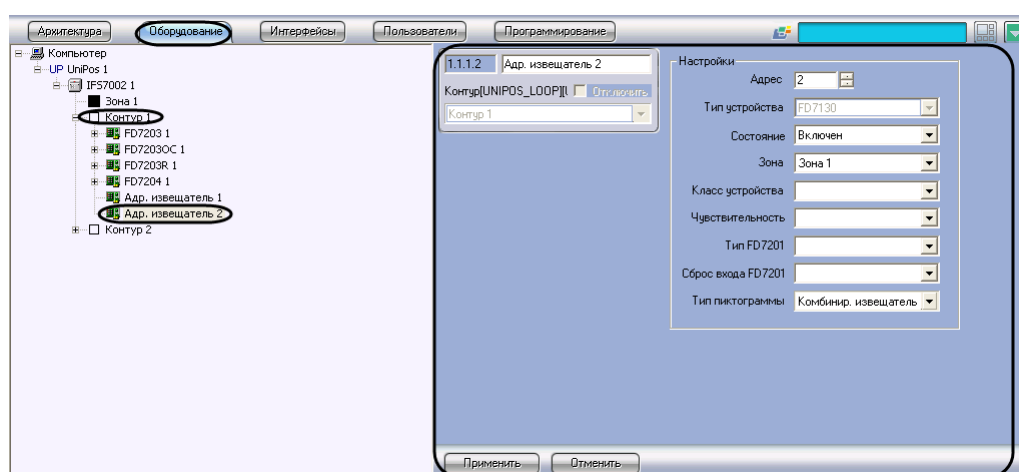 Архитектура Оборудование Интерфейсы Пользователи Программирование
Компьютер
UP UniPos 1
IFS7002 1
Зона 1
Контур 1
FD7203 1
FD7203OC 1
FD7203R 1
FD7204 1
Адр. извещатель 1
Адр. извещатель 2
Контур 2
1.1.1.2 Адр. извещатель 2
Контур[UNIPOS_LOOP][ Отключить
Контур 1
Настройки
Адрес 2
Тип устройства FD7130
Состояние Включен
Зона Зона 1
Класс устройства
Чувствительность
Тип FD7201
Сброс входа FD7201
Тип пиктограммы Комбинир. извещатель
Применить Отменить